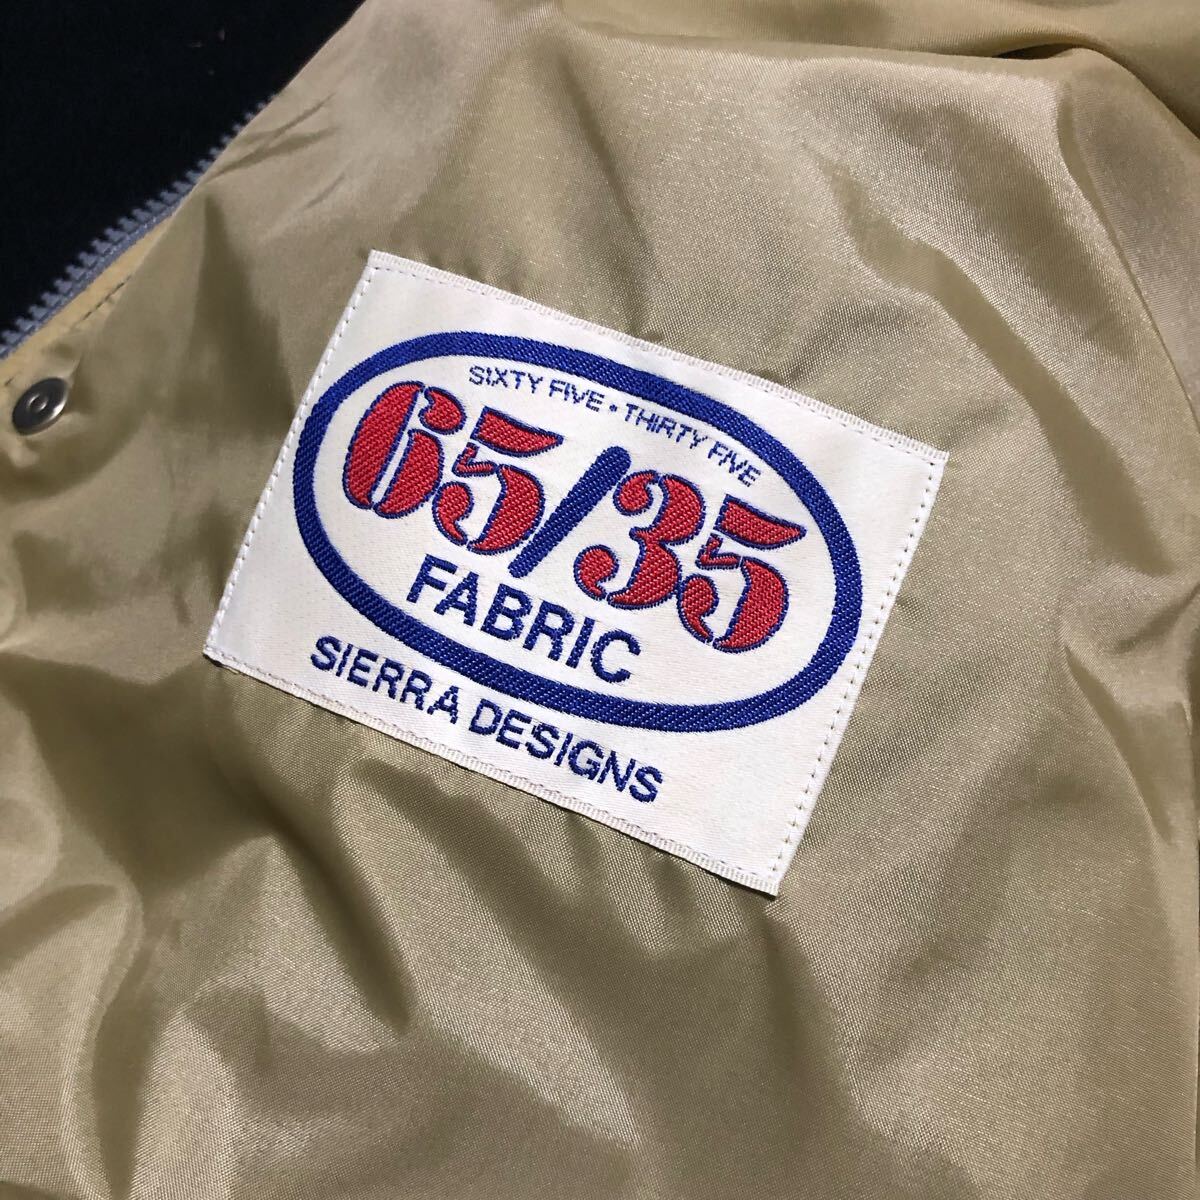 SIXTY FIVE • THIRTY FIVE
65/35
FABRIC
SIERRA DESIGNS